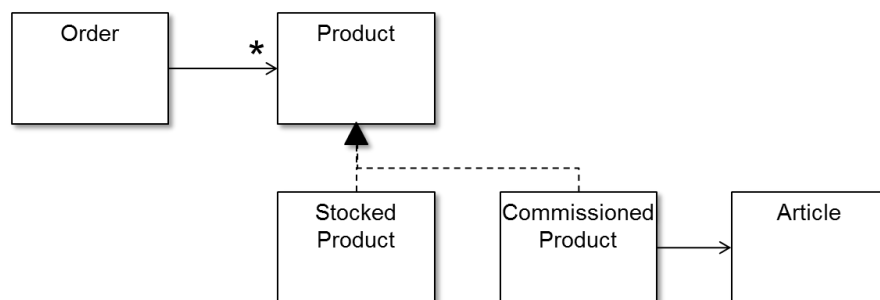 Order
*
Product
Stocked
Product
Commissioned
Product
Article